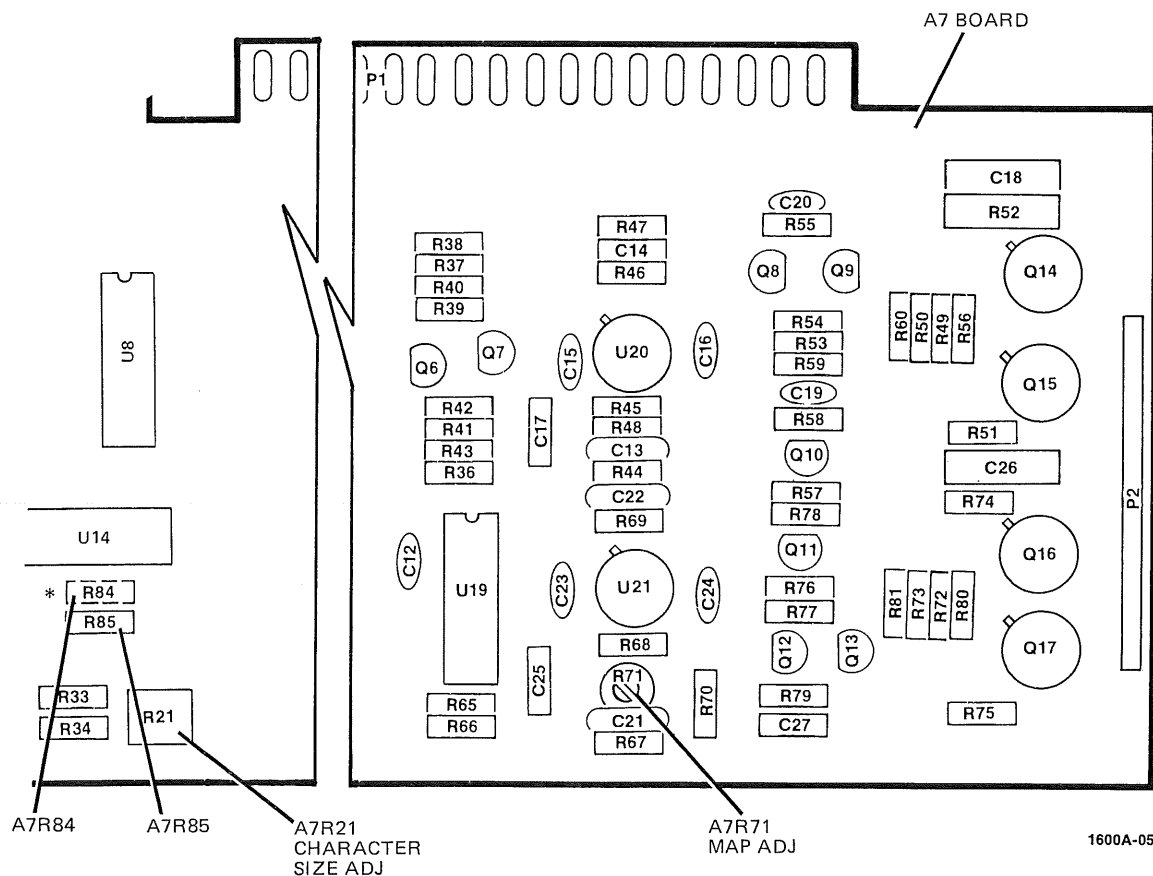 A7 BOARD
P1
C18
C20
R47
R52
R55
R38
C14
R37
R46
Q8
Q9
Q14
R40
R39
R60
R50
R49
R56
R54
U8
Q7
C15
U20
C16
R53
Q6
R59
Q15
C19
R42
R45
R58
R41
R48
C17
R51
R43
C13
Q10
R36
R44
C26
C22
R57
R74
P2
R69
R78
U14
C12
Q11
Q16
U19
C23
U21
C24
R76
* R84
R81
R73
R72
R80
R77
R85
R68
Q12
Q13
Q17
C25
R71
R70
R33
R65
R79
R21
R34
R66
C21
C27
R75
R67
A7R84
A7R85
A7R21
CHARACTER
SIZE ADJ
A7R71
MAP ADJ
1600A-05